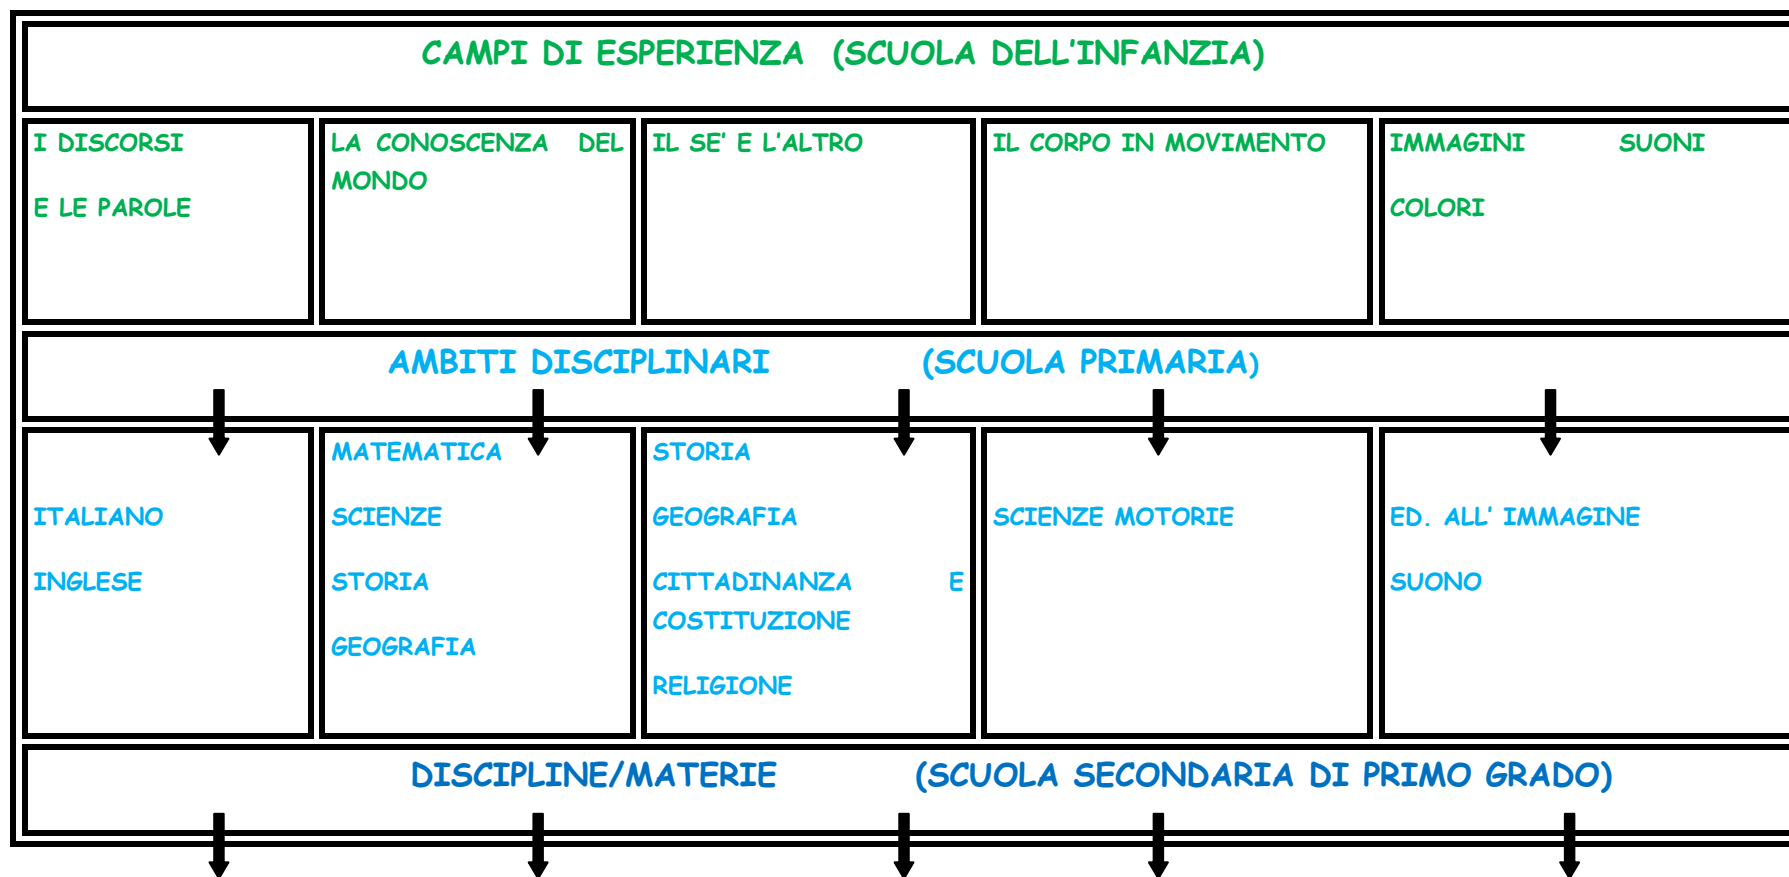 CAMPI DI ESPERIENZA (SCUOLA DELL'INFANZIA)
I DISCORSI
E LE PAROLE
LA CONOSCENZA DEL
MONDO
IL SE' E L'ALTRO
IL CORPO IN MOVIMENTO
IMMAGINI SUONI
COLORI
AMBITI DISCIPLINARI (SCUOLA PRIMARIA)
ITALIANO
INGLESE
MATEMATICA
SCIENZE
STORIA
GEOGRAFIA
STORIA
GEOGRAFIA
CITTADINANZA E
COSTITUZIONE
RELIGIONE
SCIENZE MOTORIE
ED. ALL' IMMAGINE
SUONO
DISCIPLINE/MATERIE (SCUOLA SECONDARIA DI PRIMO GRADO)